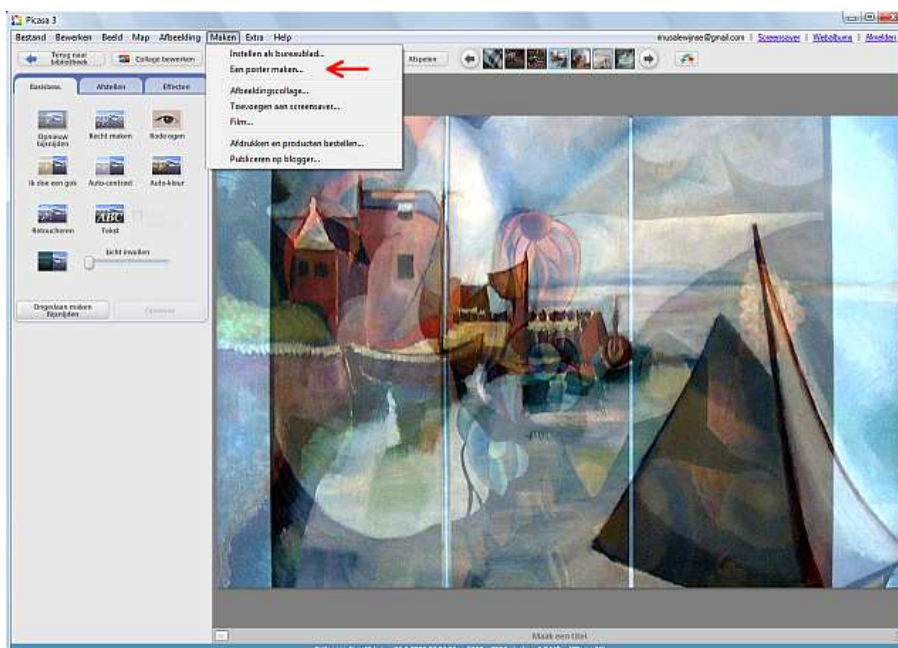 Picasa 3
Bestand Bewerken Beeld Map Afbeelding Maken Extra Help
Screensaver | Webalbums | Afmelden
Terug naar bibliotheek
Collage bewerken
Afspelen
Instellen als bureaublad...
Een poster maken...
Afbeeldingscollage...
Toevoegen aan screensaver...
Film...
Afdrukken en producten bestellen...
Publiceren op blogger...
Basisbew.
Afstellen
Effecten
Opnieuw bijsnijden
Recht maken
Rode ogen
Ik doe een gok
Auto-contrast
Auto-kleur
Retoucheren
ABC
Tekst
Licht invullen
Ongedaan maken
Bijsnijden
Opnieuw
Maak een titel